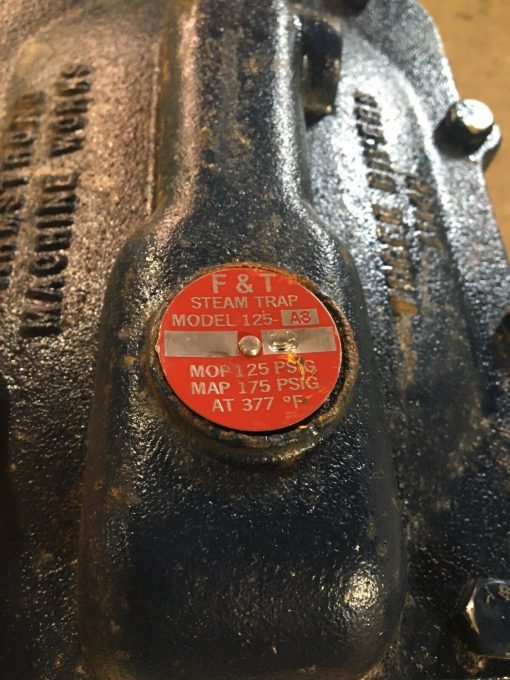 MACHINE WORKS
F & T
STEAM TRAP
MODEL 125-A8
MOP 125 PSIG
MAP 175 PSIG
AT 377 °F